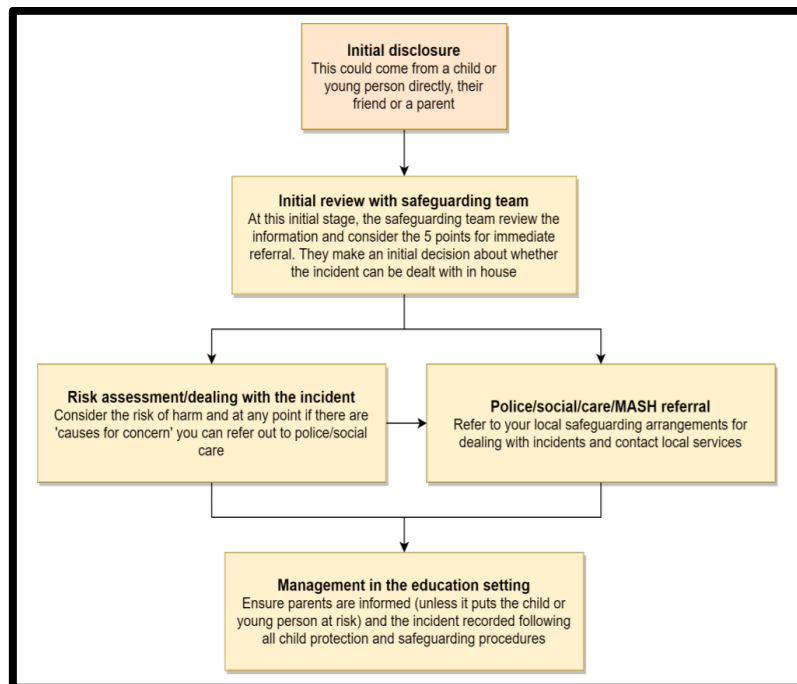 Initial disclosure
This could come from a child or
young person directly, their
friend or a parent
Initial review with safeguarding team
At this initial stage, the safeguarding team review the
information and consider the 5 points for immediate
referral. They make an initial decision about whether
the incident can be dealt with in house
Risk assessment/dealing with the incident
Consider the risk of harm and at any point if there are
'causes for concern' you can refer out to police/social
care
Police/social/care/MASH referral
Refer to your local safeguarding arrangements for
dealing with incidents and contact local services
Management in the education setting
Ensure parents are informed (unless it puts the child or
young person at risk) and the incident recorded following
all child protection and safeguarding procedures